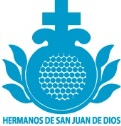 HERMANOS DE SAN JUAN DE DIOS